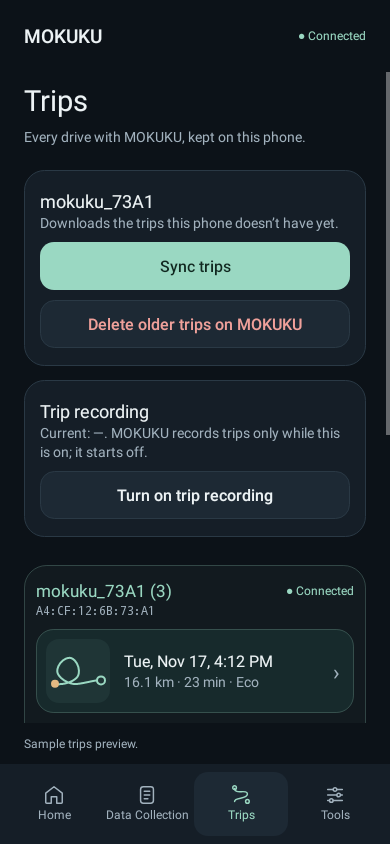 MOKUKU
Connected
Trips
Every drive with MOKUKU, kept on this phone.
mokuku_73A1
Downloads the trips this phone doesn’t have yet.
Sync trips
Delete older trips on MOKUKU
Trip recording
Current: —. MOKUKU records trips only while this
is on; it starts off.
Turn on trip recording
mokuku_73A1 (3)
Connected
A4:CF:12:6B:73:A1
Tue, Nov 17, 4:12 PM
16.1 km · 23 min · Eco
Sample trips preview.
Home
Data Collection
Trips
Tools